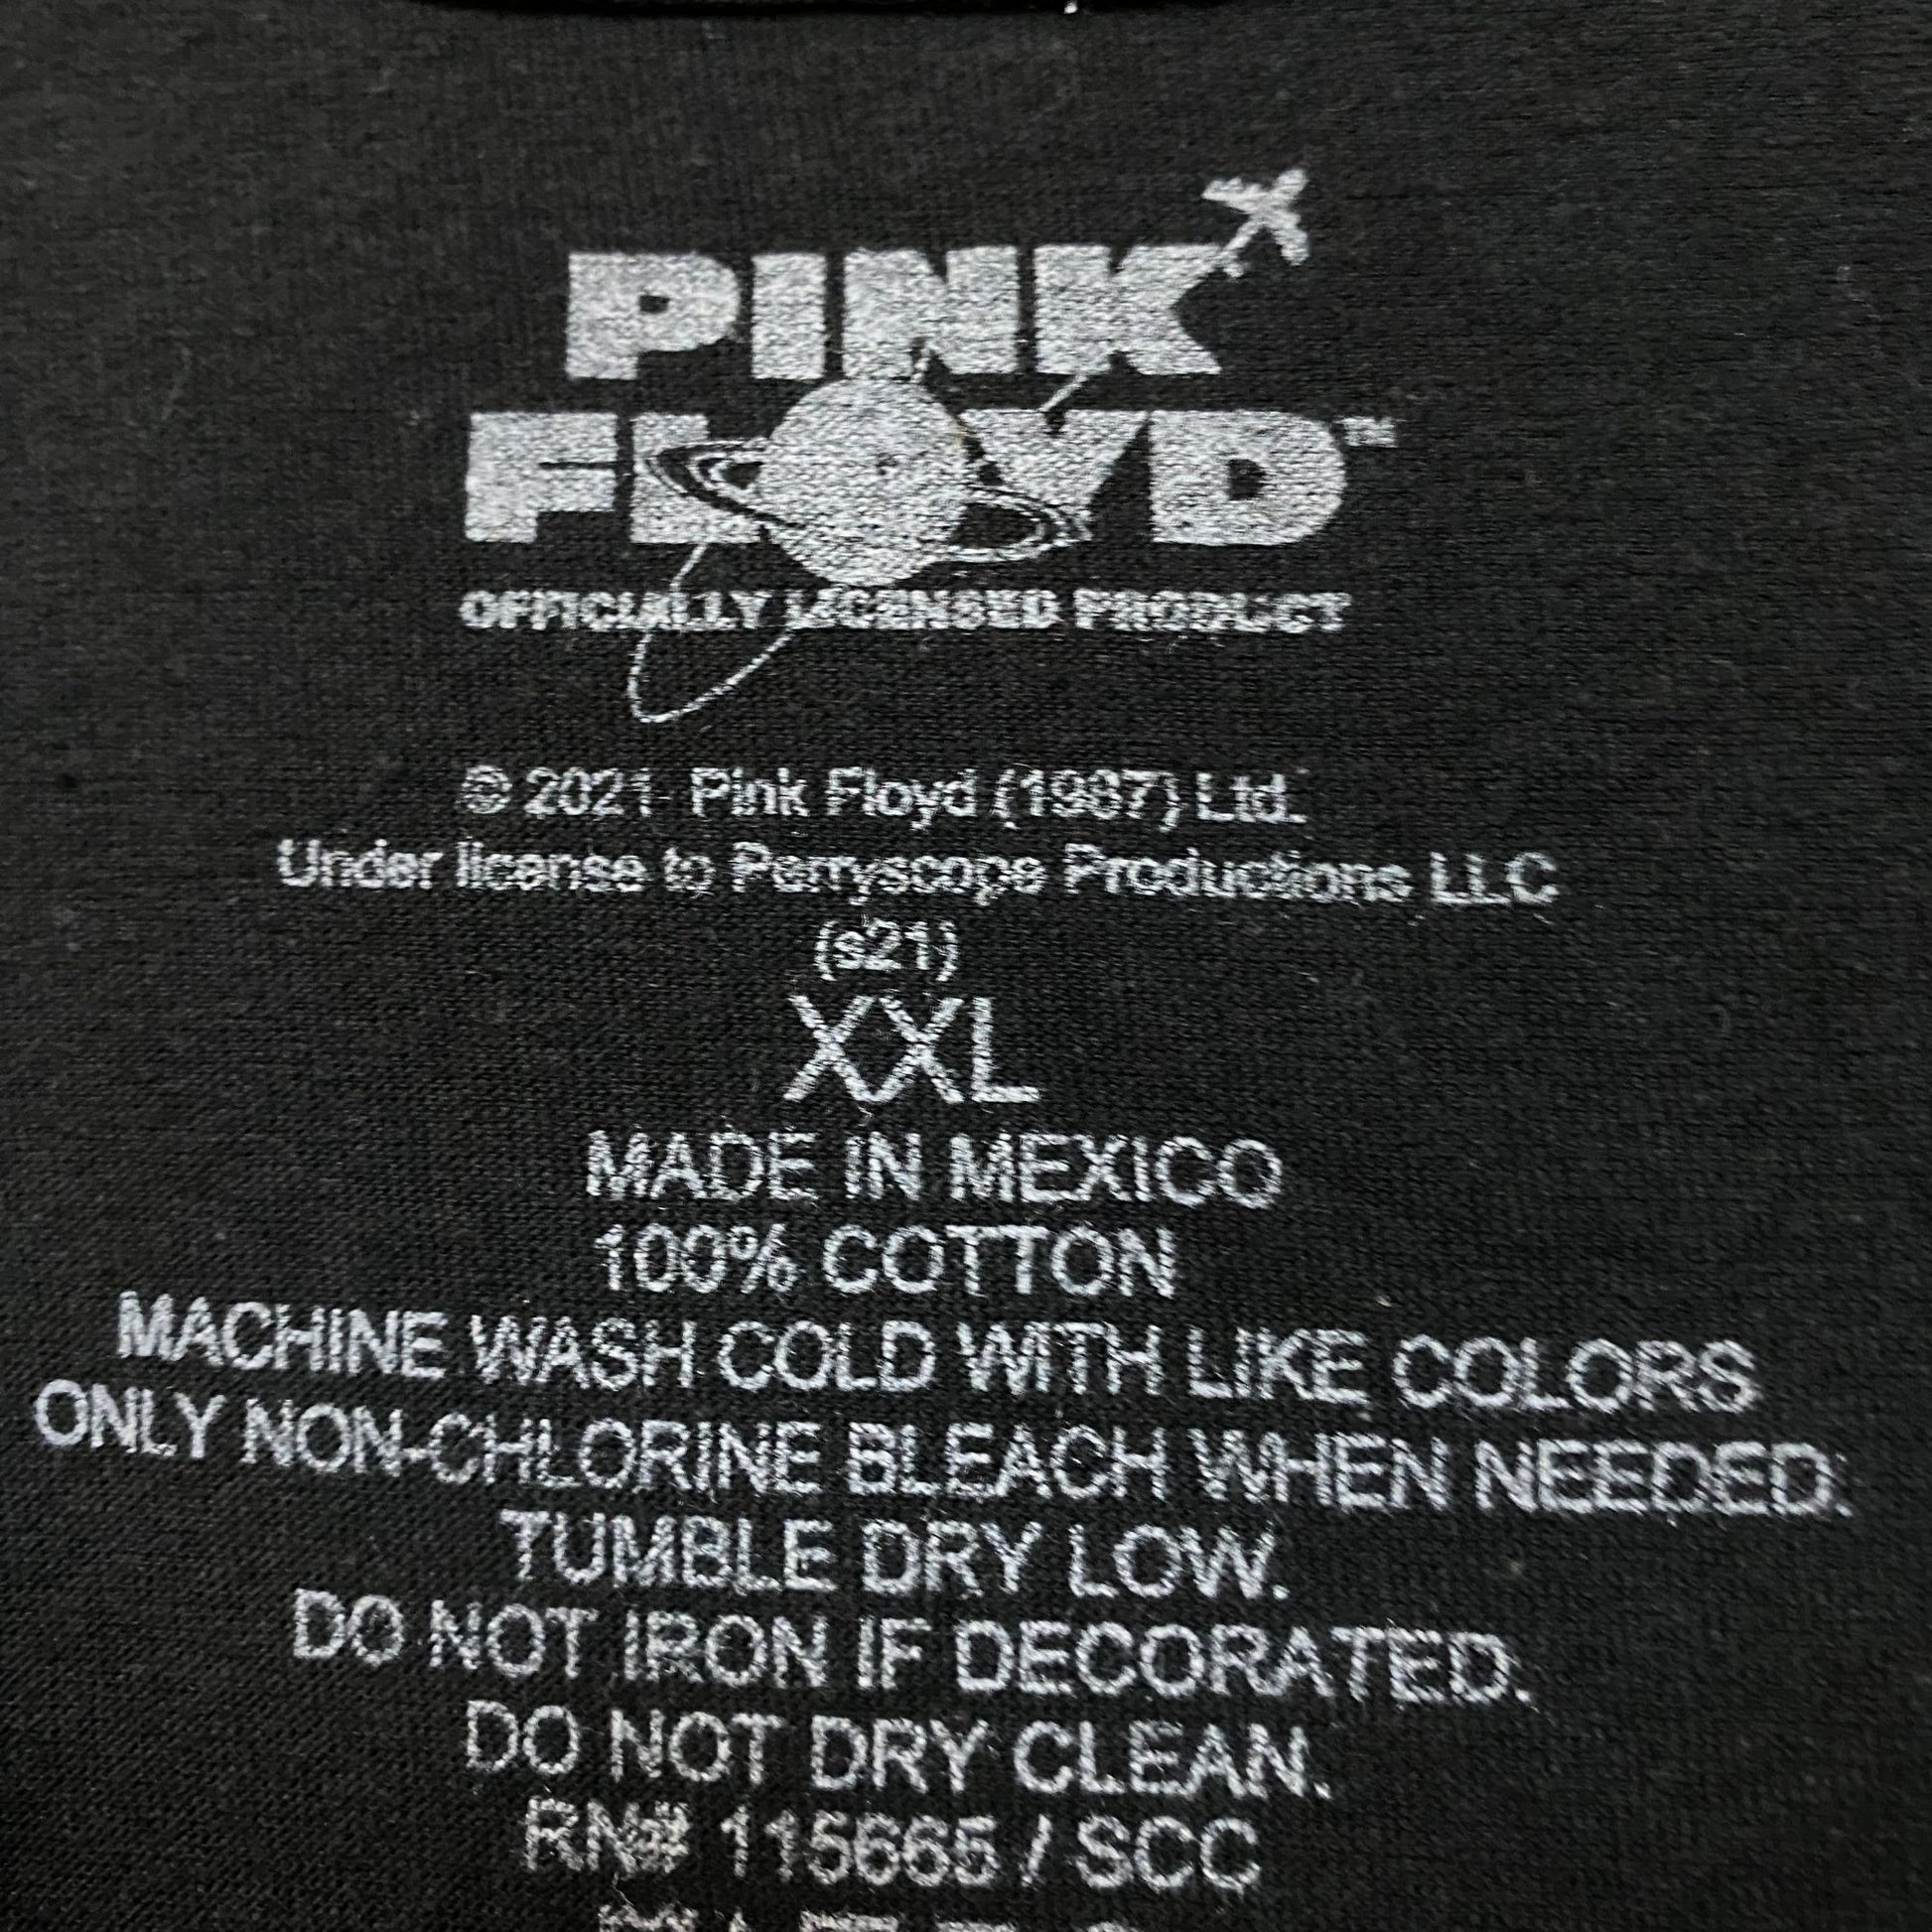 PINK
FLOYD™
OFFICIALLY LICENSED PRODUCT
© 2021 Pink Floyd (1987) Ltd.
Under license to Perryscope Productions LLC
(s21)
XXL
MADE IN MEXICO
100% COTTON
MACHINE WASH COLD WITH LIKE COLORS
ONLY NON-CHLORINE BLEACH WHEN NEEDED.
TUMBLE DRY LOW.
DO NOT IRON IF DECORATED.
DO NOT DRY CLEAN.
RN# 115665 / SCC